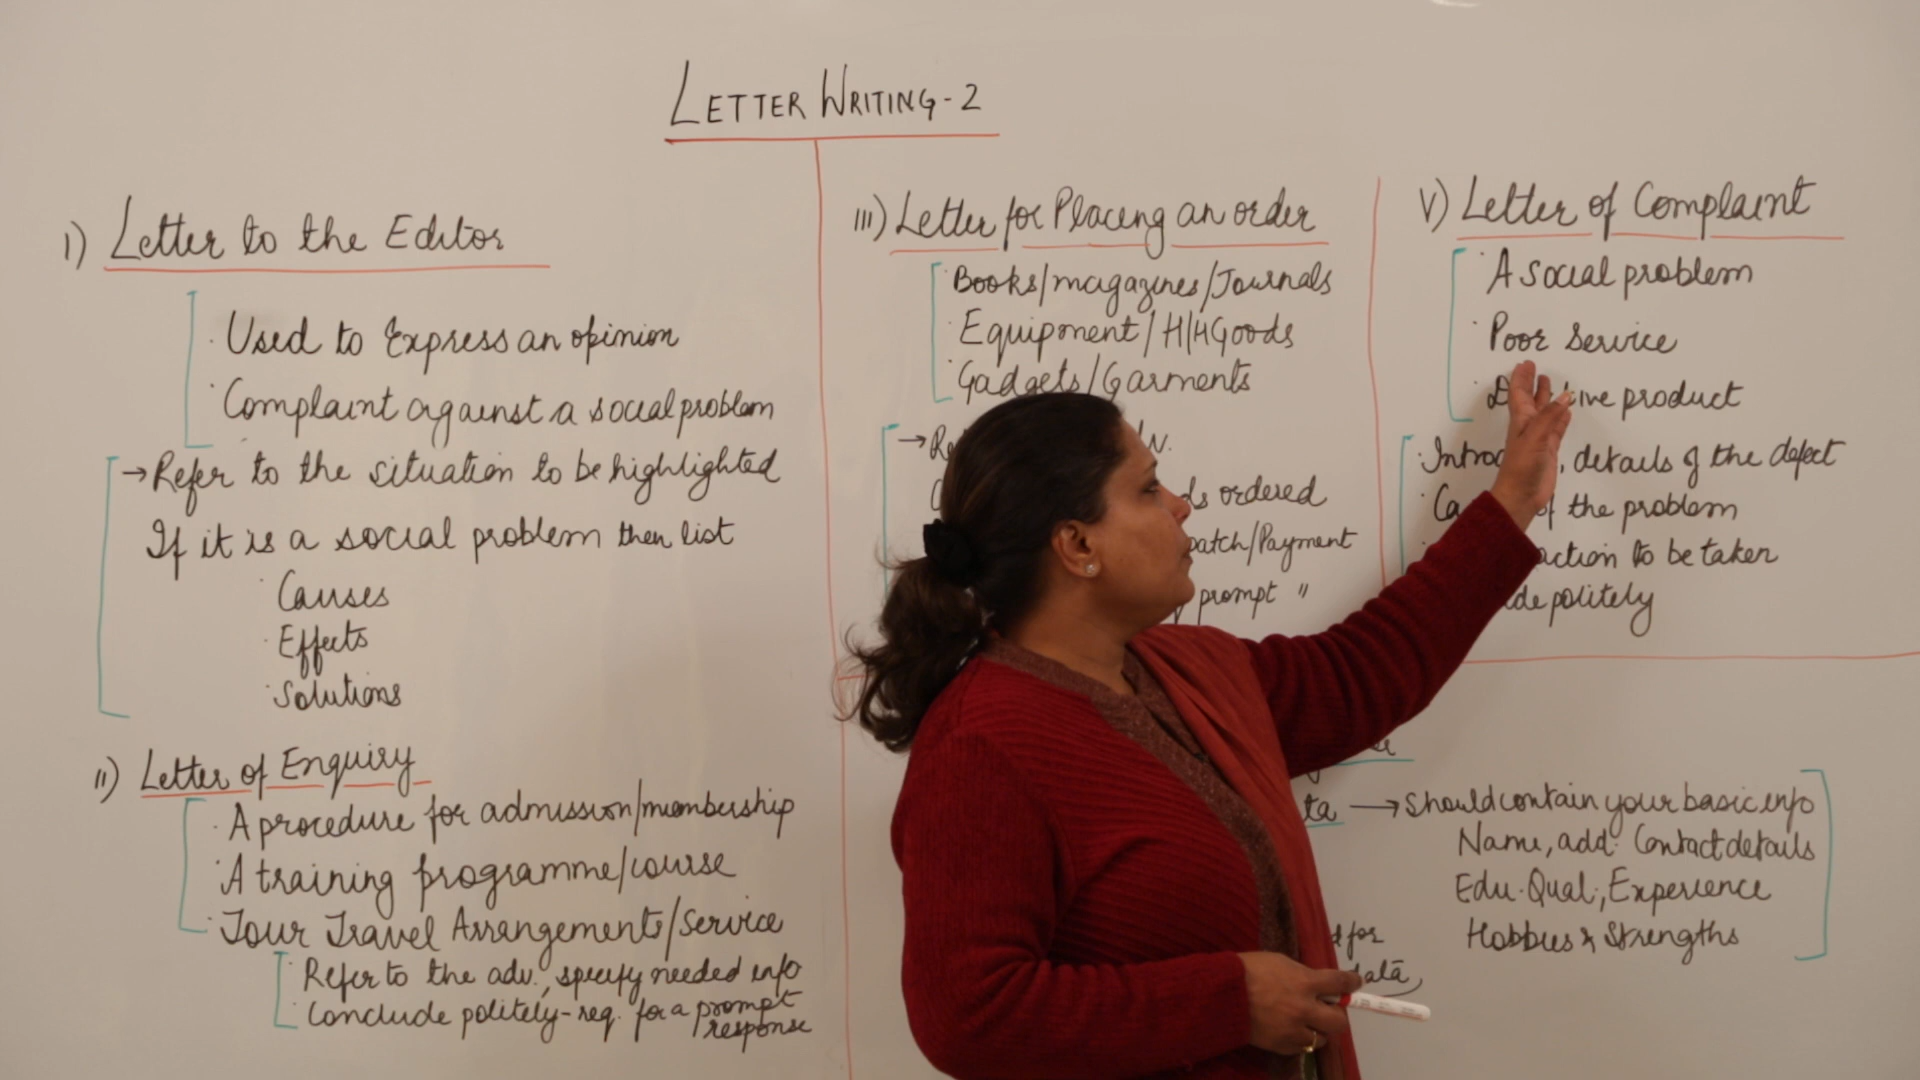 LETTER WRITING-2
I) Letter to the Editor
· Used to Express an opinion
· Complaint against a social problem
→ Refer to the situation to be highlighted
If it is a social problem then list
· Causes
· Effects
· Solutions
II) Letter of Enquiry
· A procedure for admission/membership
· A training programme/course
· Tour Travel Arrangements/Service
· Refer to the adv., specify needed info
· Conclude politely-req. for a prompt
response
III) Letter for Placing an order
· Books/magazines/Journals
· Equipment/H/H Goods
· Gadgets/Garments
ordered
/Payment
prompt "
V) Letter of Complaint
· A social problem
· Poor Service
product
details of the defect
of the problem
action to be taken
politely
→ Should contain your basic info
Name, add. Contact details
Edu. Qual., Experience
Hobbies & Strengths
for